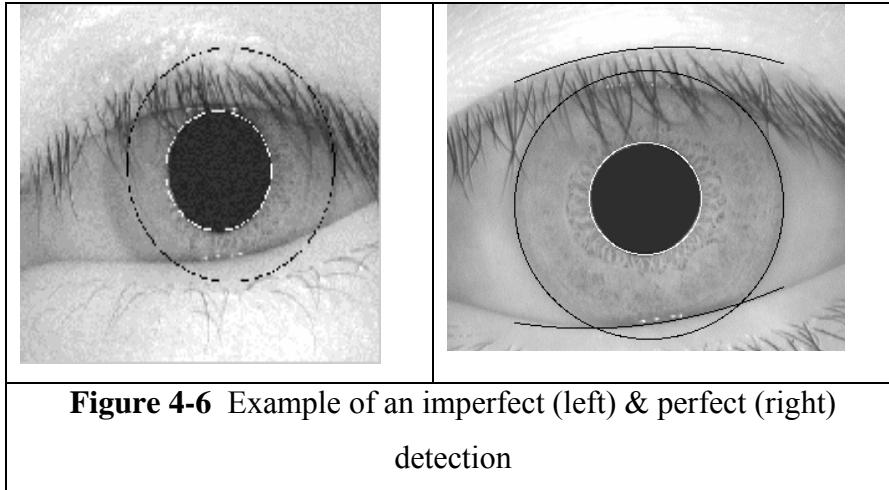 Figure 4-6 Example of an imperfect (left) & perfect (right)
detection